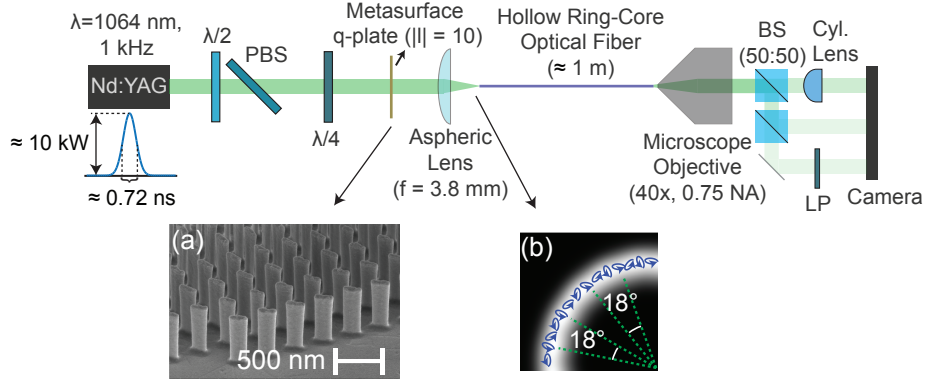 λ=1064 nm,
1 kHz
Nd:YAG
≈ 10 kW
≈ 0.72 ns
λ/2
PBS
λ/4
Metasurface
q-plate (|l| = 10)
Aspheric
Lens
(f = 3.8 mm)
Hollow Ring-Core
Optical Fiber
(≈ 1 m)
Microscope
Objective
(40x, 0.75 NA)
BS
(50:50)
Cyl.
Lens
LP
Camera
(a)
500 nm
(b)
18°
18°